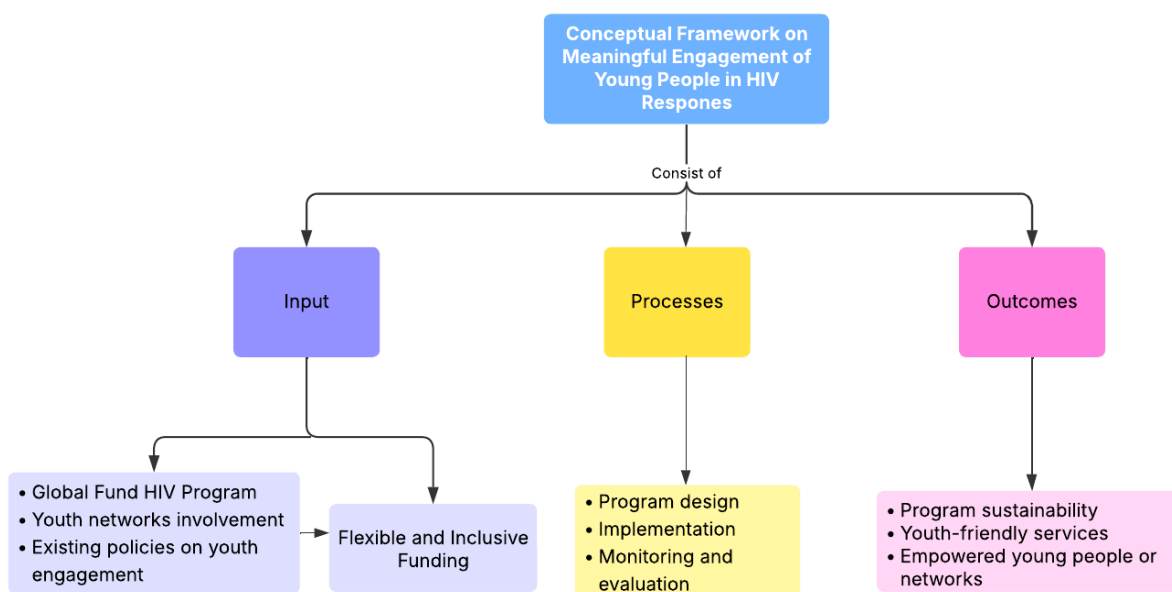 Conceptual Framework on
Meaningful Engagement of
Young People in HIV
Respones
Consist of
Input
Processes
Outcomes
• Global Fund HIV Program
• Youth networks involvement
• Existing policies on youth
engagement
Flexible and Inclusive
Funding
• Program design
• Implementation
• Monitoring and
evaluation
• Program sustainability
• Youth-friendly services
• Empowered young people or
networks